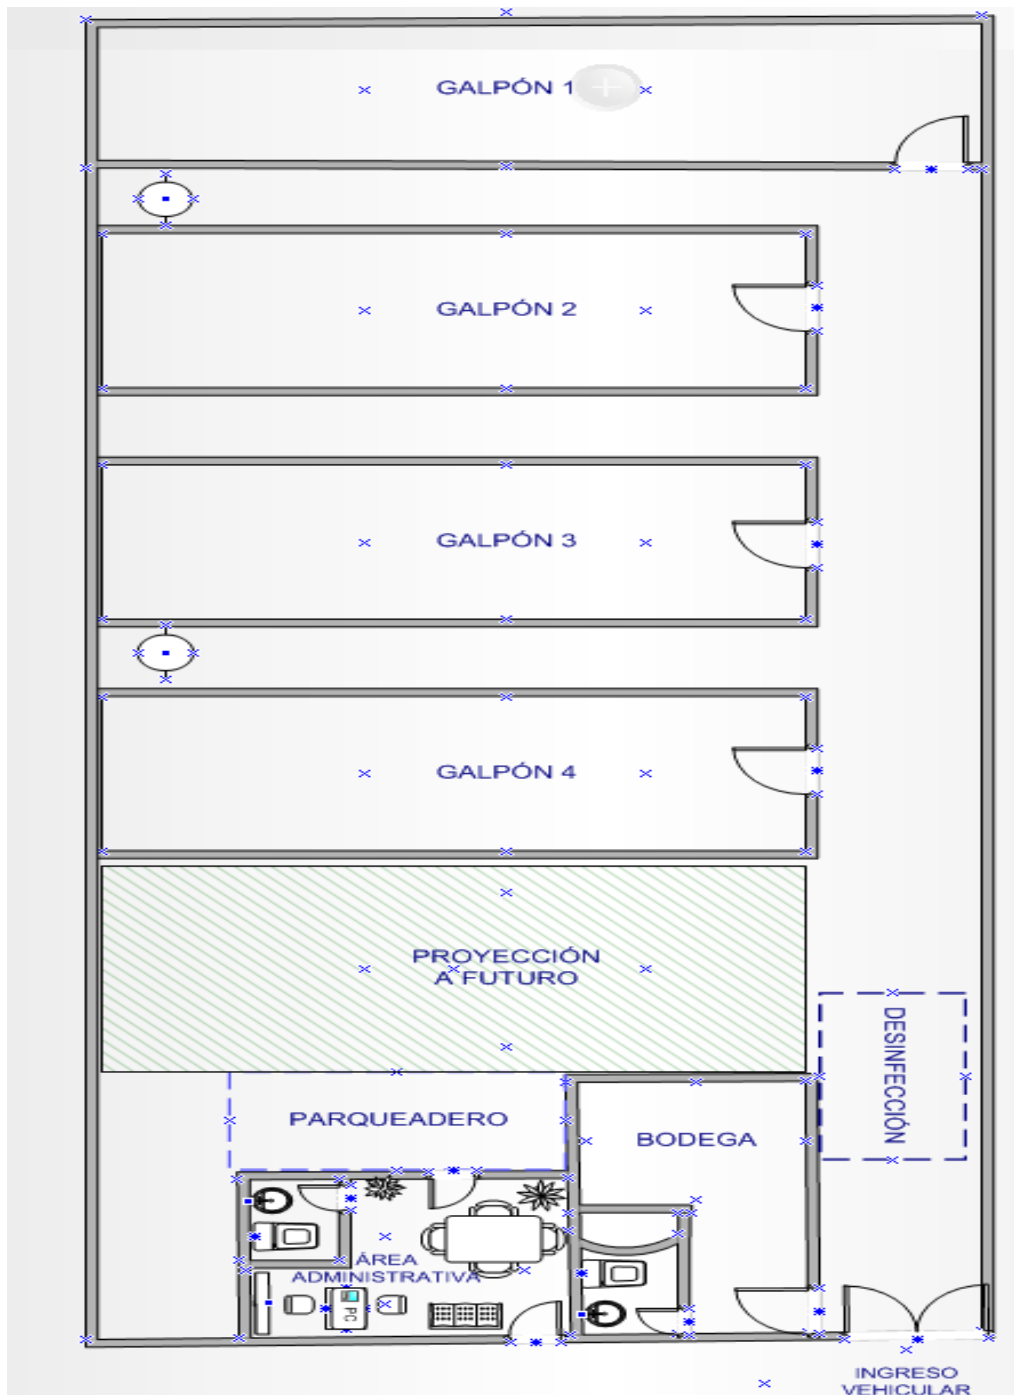 GALPÓN 1
GALPÓN 2
GALPÓN 3
GALPÓN 4
PROYECCIÓN
A FUTURO
DESINFECCIÓN
PARQUEADERO
BODEGA
ÁREA
ADMINISTRATIVA
PC
INGRESO
VEHICULAR